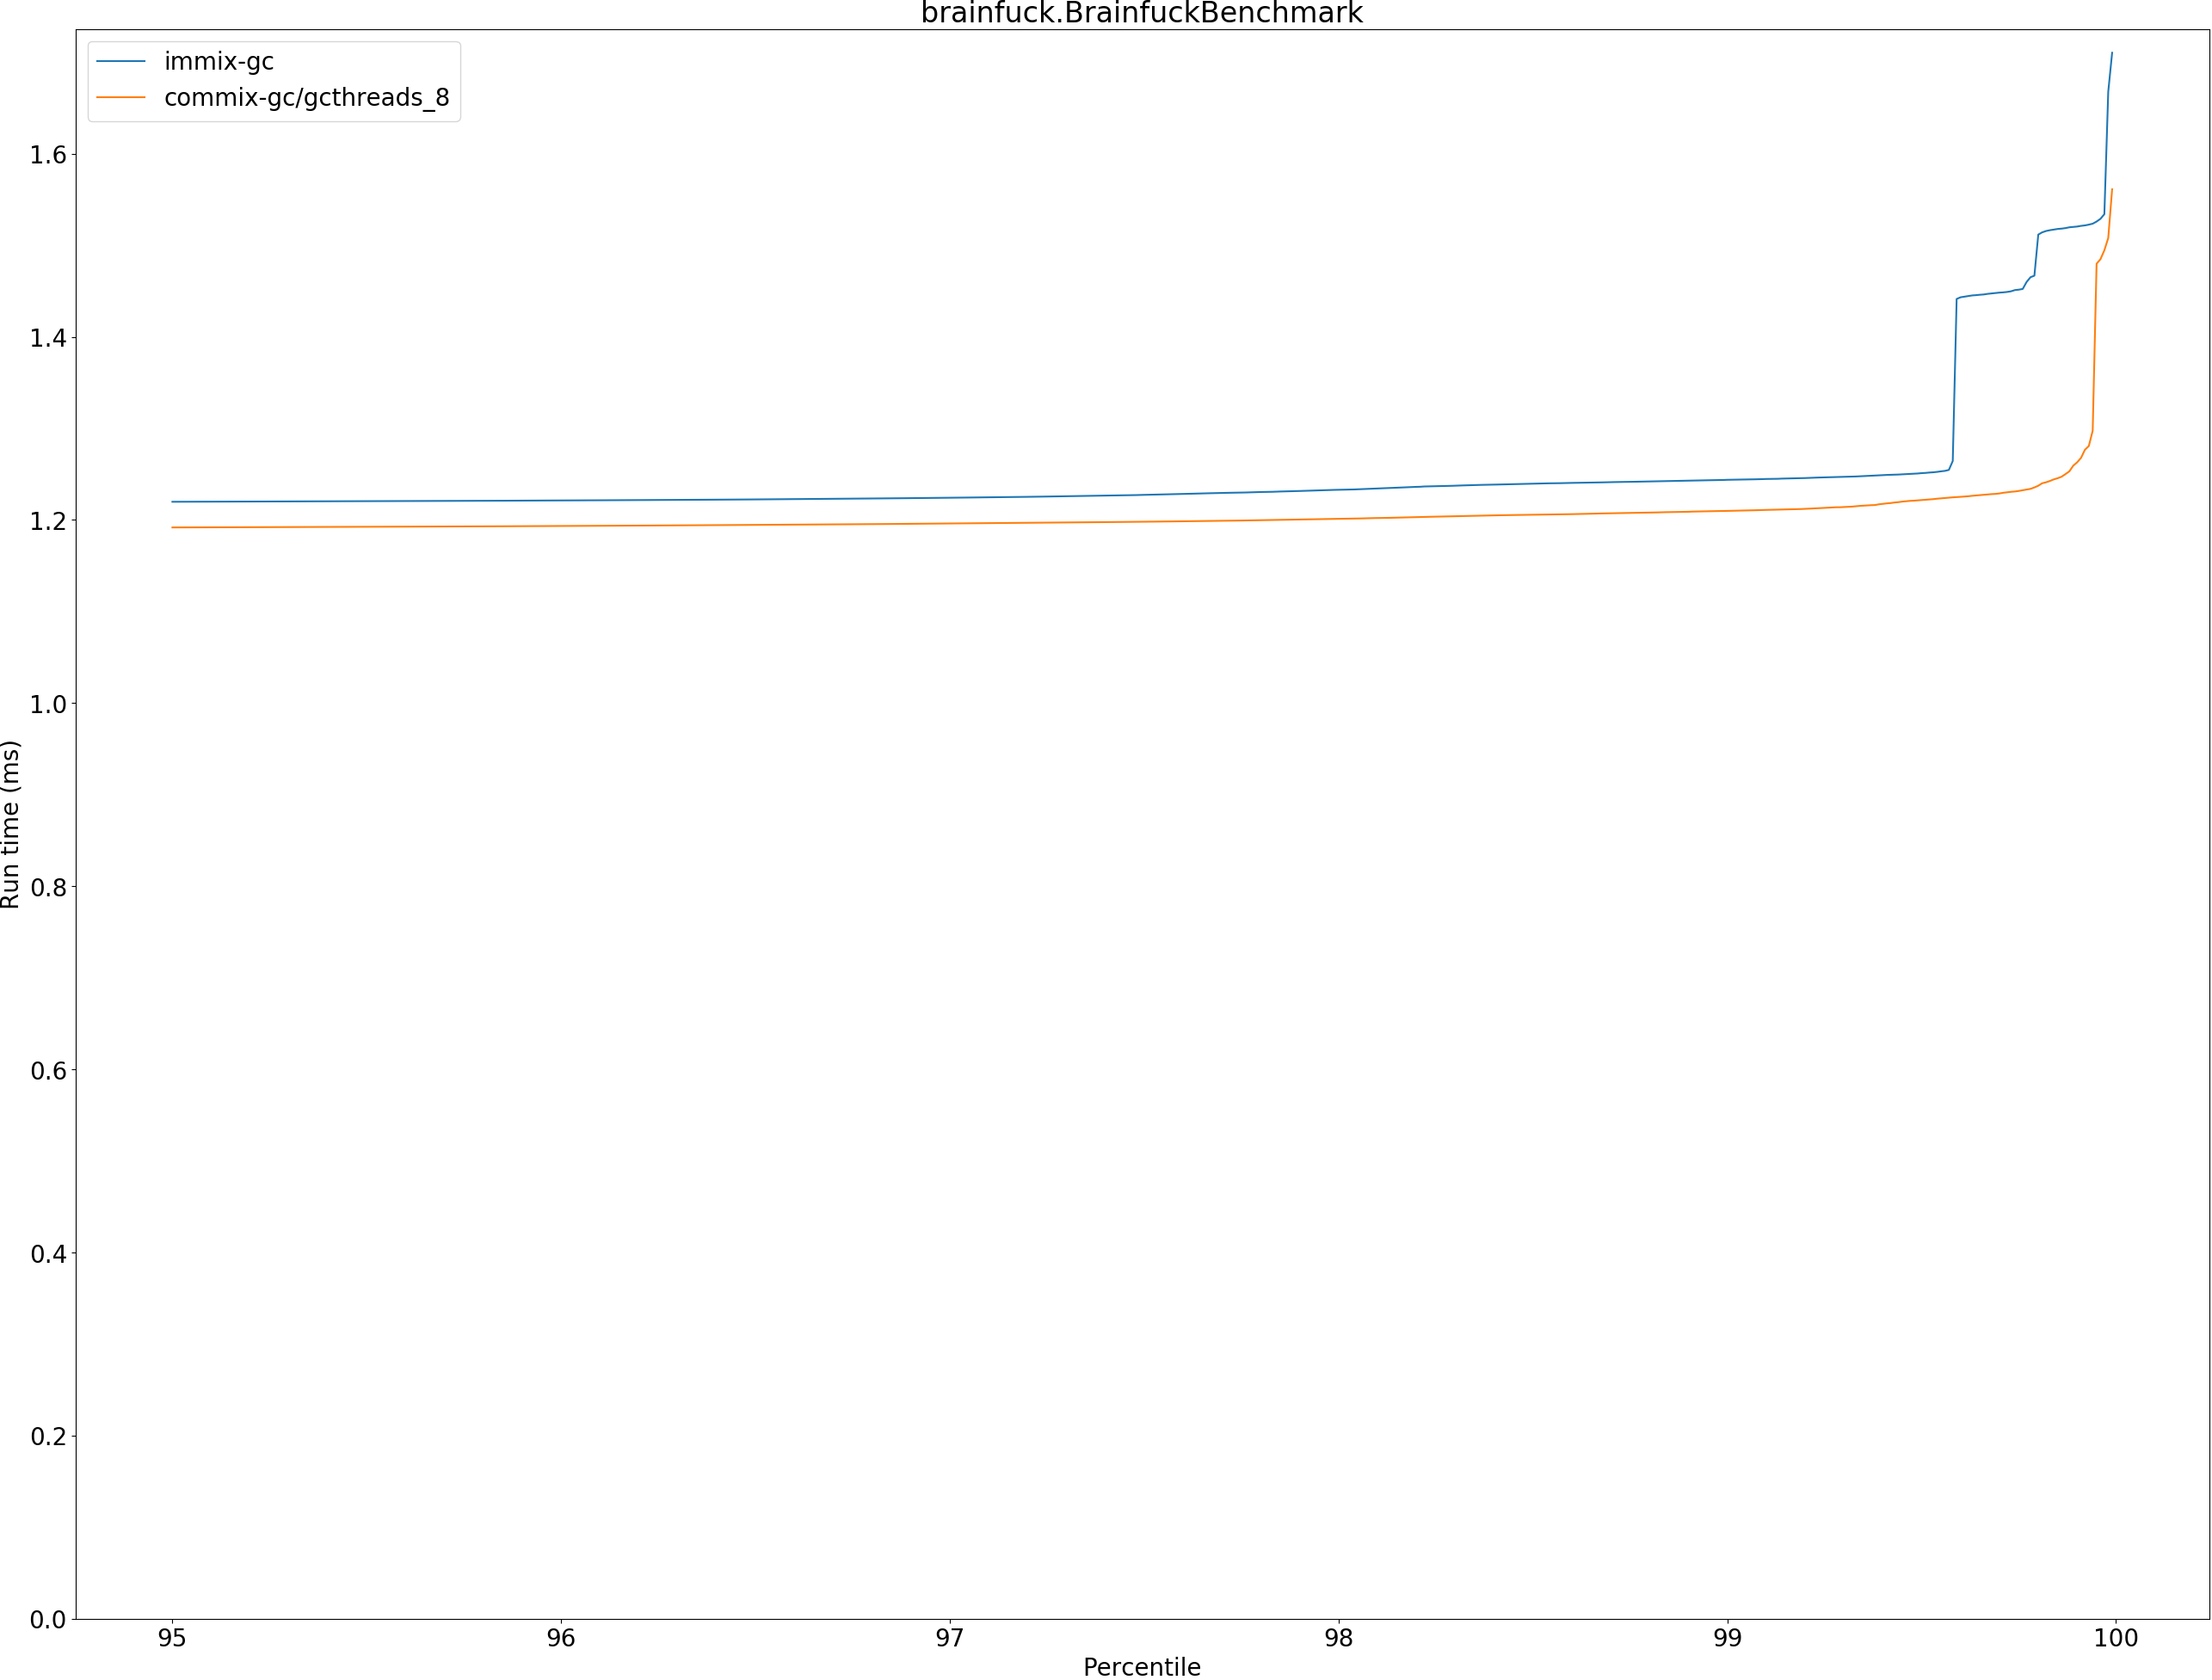 brainfuck.BrainfuckBenchmark
immix-gc
commix-gc/gcthreads_8
1.6
1.4
1.2
1.0
0.8
0.6
0.4
0.2
0.0
Run time (ms)
95 96 97 98 99 100
Percentile